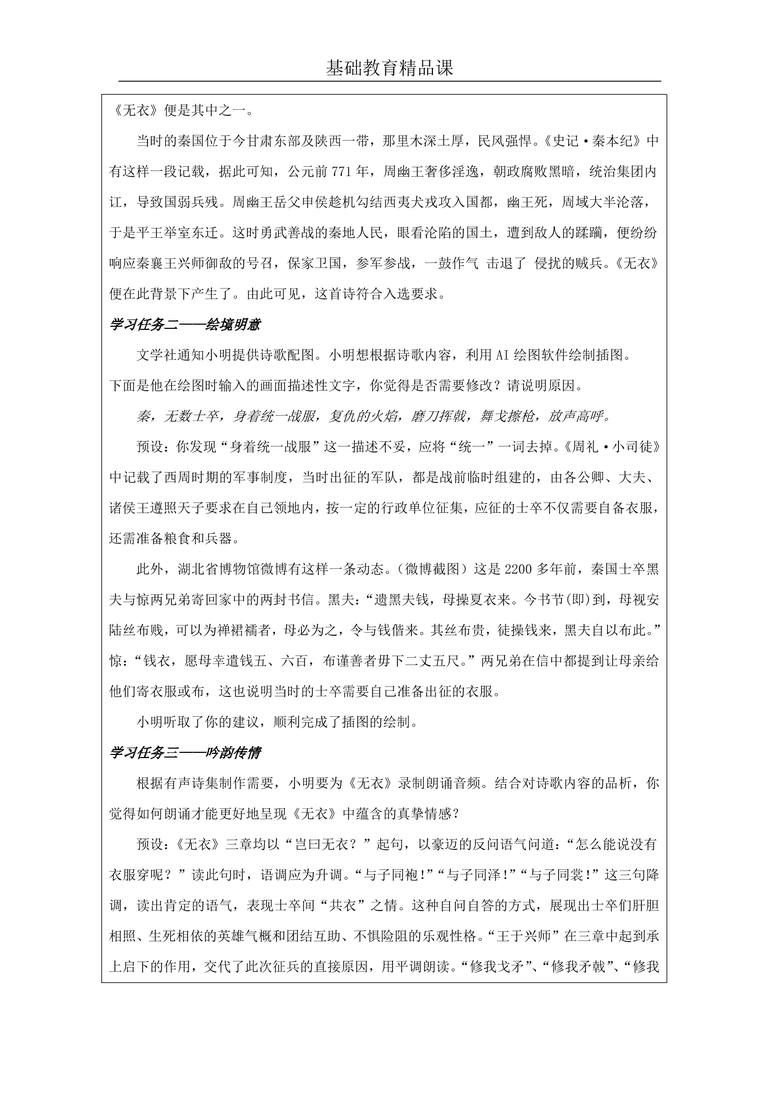 基础教育精品课
《无衣》便是其中之一。
当时的秦国位于今甘肃东部及陕西一带，那里木深土厚，民风强悍。《史记·秦本纪》中
有这样一段记载，据此可知，公元前 771 年，周幽王奢侈淫逸，朝政腐败黑暗，统治集团内
讧，导致国弱兵残。周幽王岳父申侯趁机勾结西夷犬戎攻入国都，幽王死，周域大半沦落，
于是平王举室东迁。这时勇武善战的秦地人民，眼看沦陷的国土，遭到敌人的蹂躏，便纷纷
响应秦襄王兴师御敌的号召，保家卫国，参军参战，一鼓作气 击退了 侵扰的贼兵。《无衣》
便在此背景下产生了。由此可见，这首诗符合入选要求。
学习任务二——绘境明意
文学社通知小明提供诗歌配图。小明想根据诗歌内容，利用 AI 绘图软件绘制插图。
下面是他在绘图时输入的画面描述性文字，你觉得是否需要修改？请说明原因。
秦，无数士卒，身着统一战服，复仇的火焰，磨刀挥戟，舞戈擦枪，放声高呼。
预设：你发现“身着统一战服”这一描述不妥，应将“统一”一词去掉。《周礼·小司徒》
中记载了西周时期的军事制度，当时出征的军队，都是战前临时组建的，由各公卿、大夫、
诸侯王遵照天子要求在自己领地内，按一定的行政单位征集，应征的士卒不仅需要自备衣服，
还需准备粮食和兵器。
此外，湖北省博物馆微博有这样一条动态。（微博截图）这是 2200 多年前，秦国士卒黑
夫与惊两兄弟寄回家中的两封书信。黑夫：“遗黑夫钱，母操夏衣来。今书节(即)到，母视安
陆丝布贱，可以为禅裙襦者，母必为之，令与钱偕来。其丝布贵，徒操钱来，黑夫自以布此。”
惊：“钱衣，愿母幸遣钱五、六百，布谨善者毋下二丈五尺。”两兄弟在信中都提到让母亲给
他们寄衣服或布，这也说明当时的士卒需要自己准备出征的衣服。
小明听取了你的建议，顺利完成了插图的绘制。
学习任务三——吟韵传情
根据有声诗集制作需要，小明要为《无衣》录制朗诵音频。结合对诗歌内容的品析，你
觉得如何朗诵才能更好地呈现《无衣》中蕴含的真挚情感？
预设：《无衣》三章均以“岂曰无衣？”起句，以豪迈的反问语气问道：“怎么能说没有
衣服穿呢？”读此句时，语调应为升调。“与子同袍！”“与子同泽！”“与子同裳！”这三句降
调，读出肯定的语气，表现士卒间“共衣”之情。这种自问自答的方式，展现出士卒们肝胆
相照、生死相依的英雄气概和团结互助、不惧险阻的乐观性格。“王于兴师”在三章中起到承
上启下的作用，交代了此次征兵的直接原因，用平调朗读。“修我戈矛”、“修我矛戟”、“修我